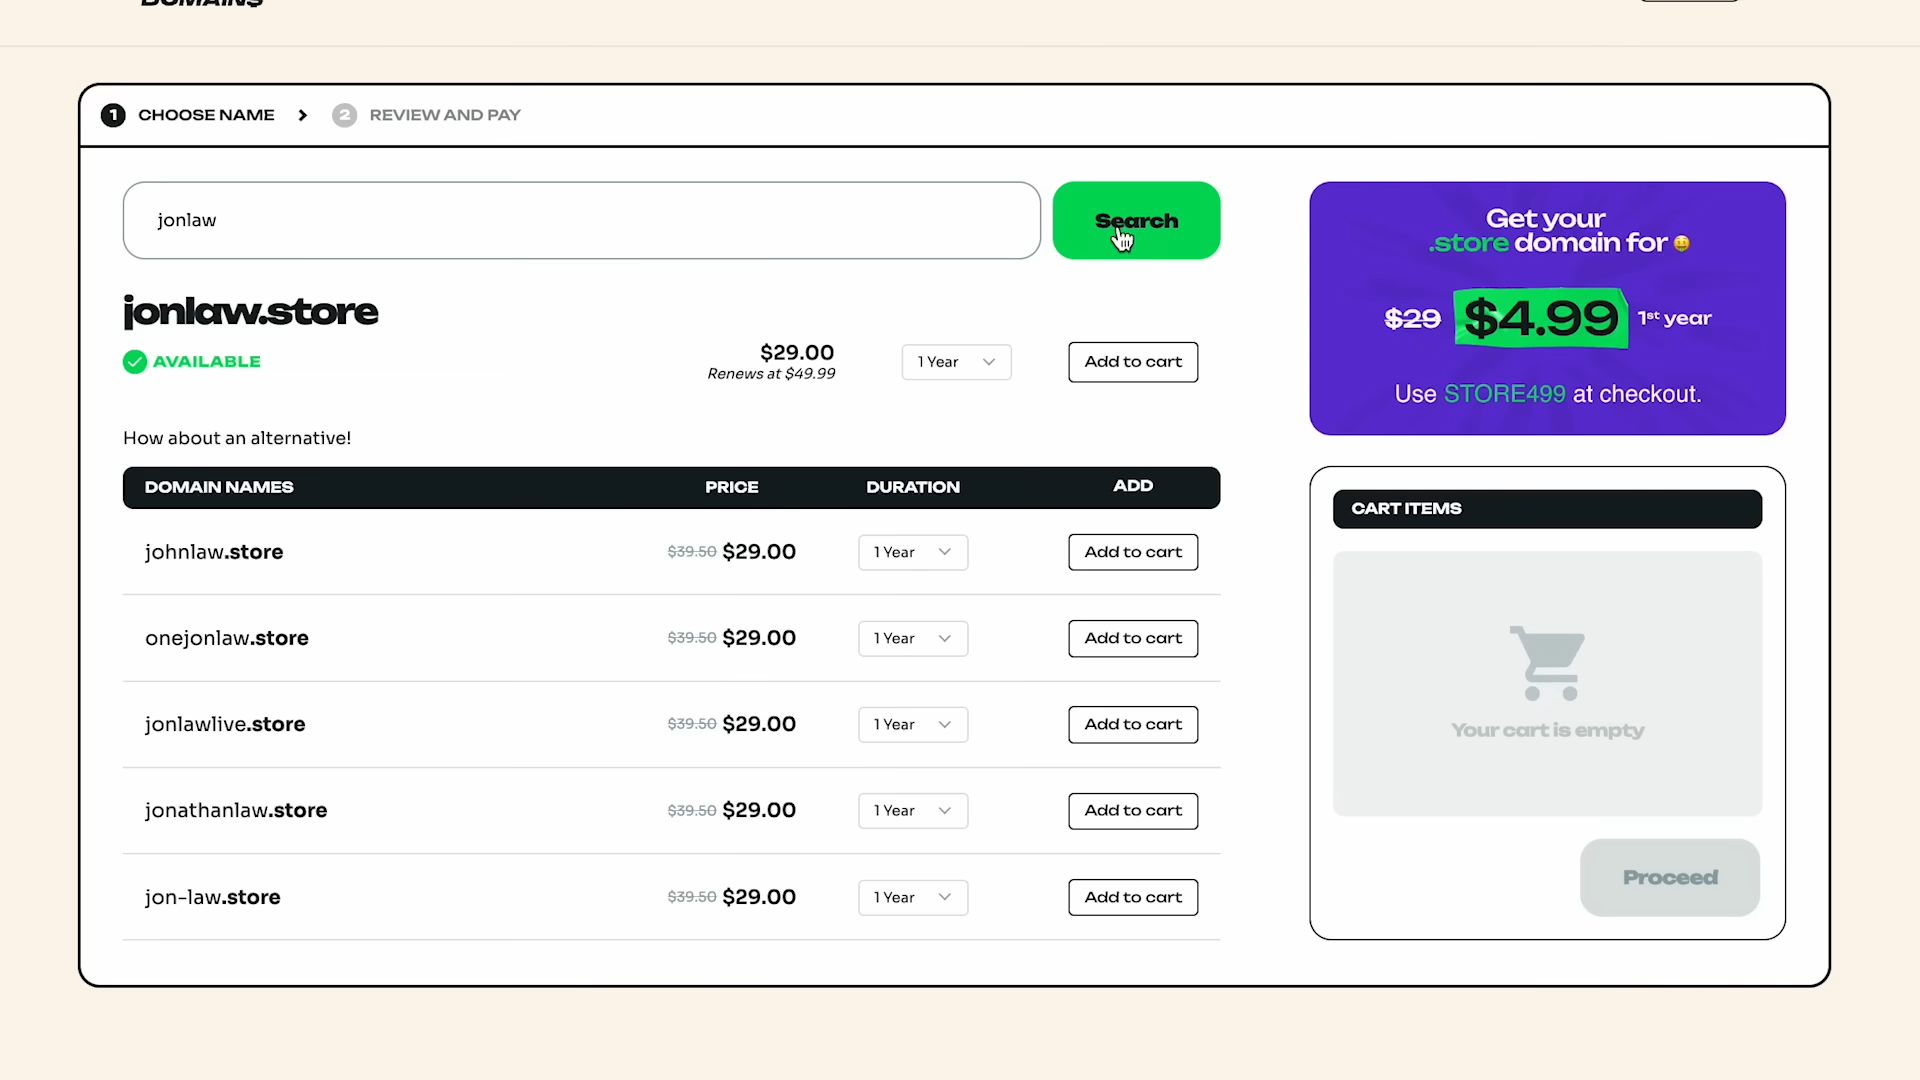 DOMAIN$
1 CHOOSE NAME 2 REVIEW AND PAY
jonlaw
Search
jonlaw.store
AVAILABLE
$29.00
Renews at $49.99
1 Year
Add to cart
How about an alternative!
DOMAIN NAMES PRICE DURATION ADD
johnlaw.store $39.50 $29.00 1 Year Add to cart
onejonlaw.store $39.50 $29.00 1 Year Add to cart
jonlawlive.store $39.50 $29.00 1 Year Add to cart
jonathanlaw.store $39.50 $29.00 1 Year Add to cart
jon-law.store $39.50 $29.00 1 Year Add to cart
Get your
.store domain for
$29 $4.99 1st year
Use STORE499 at checkout.
CART ITEMS
Your cart is empty
Proceed